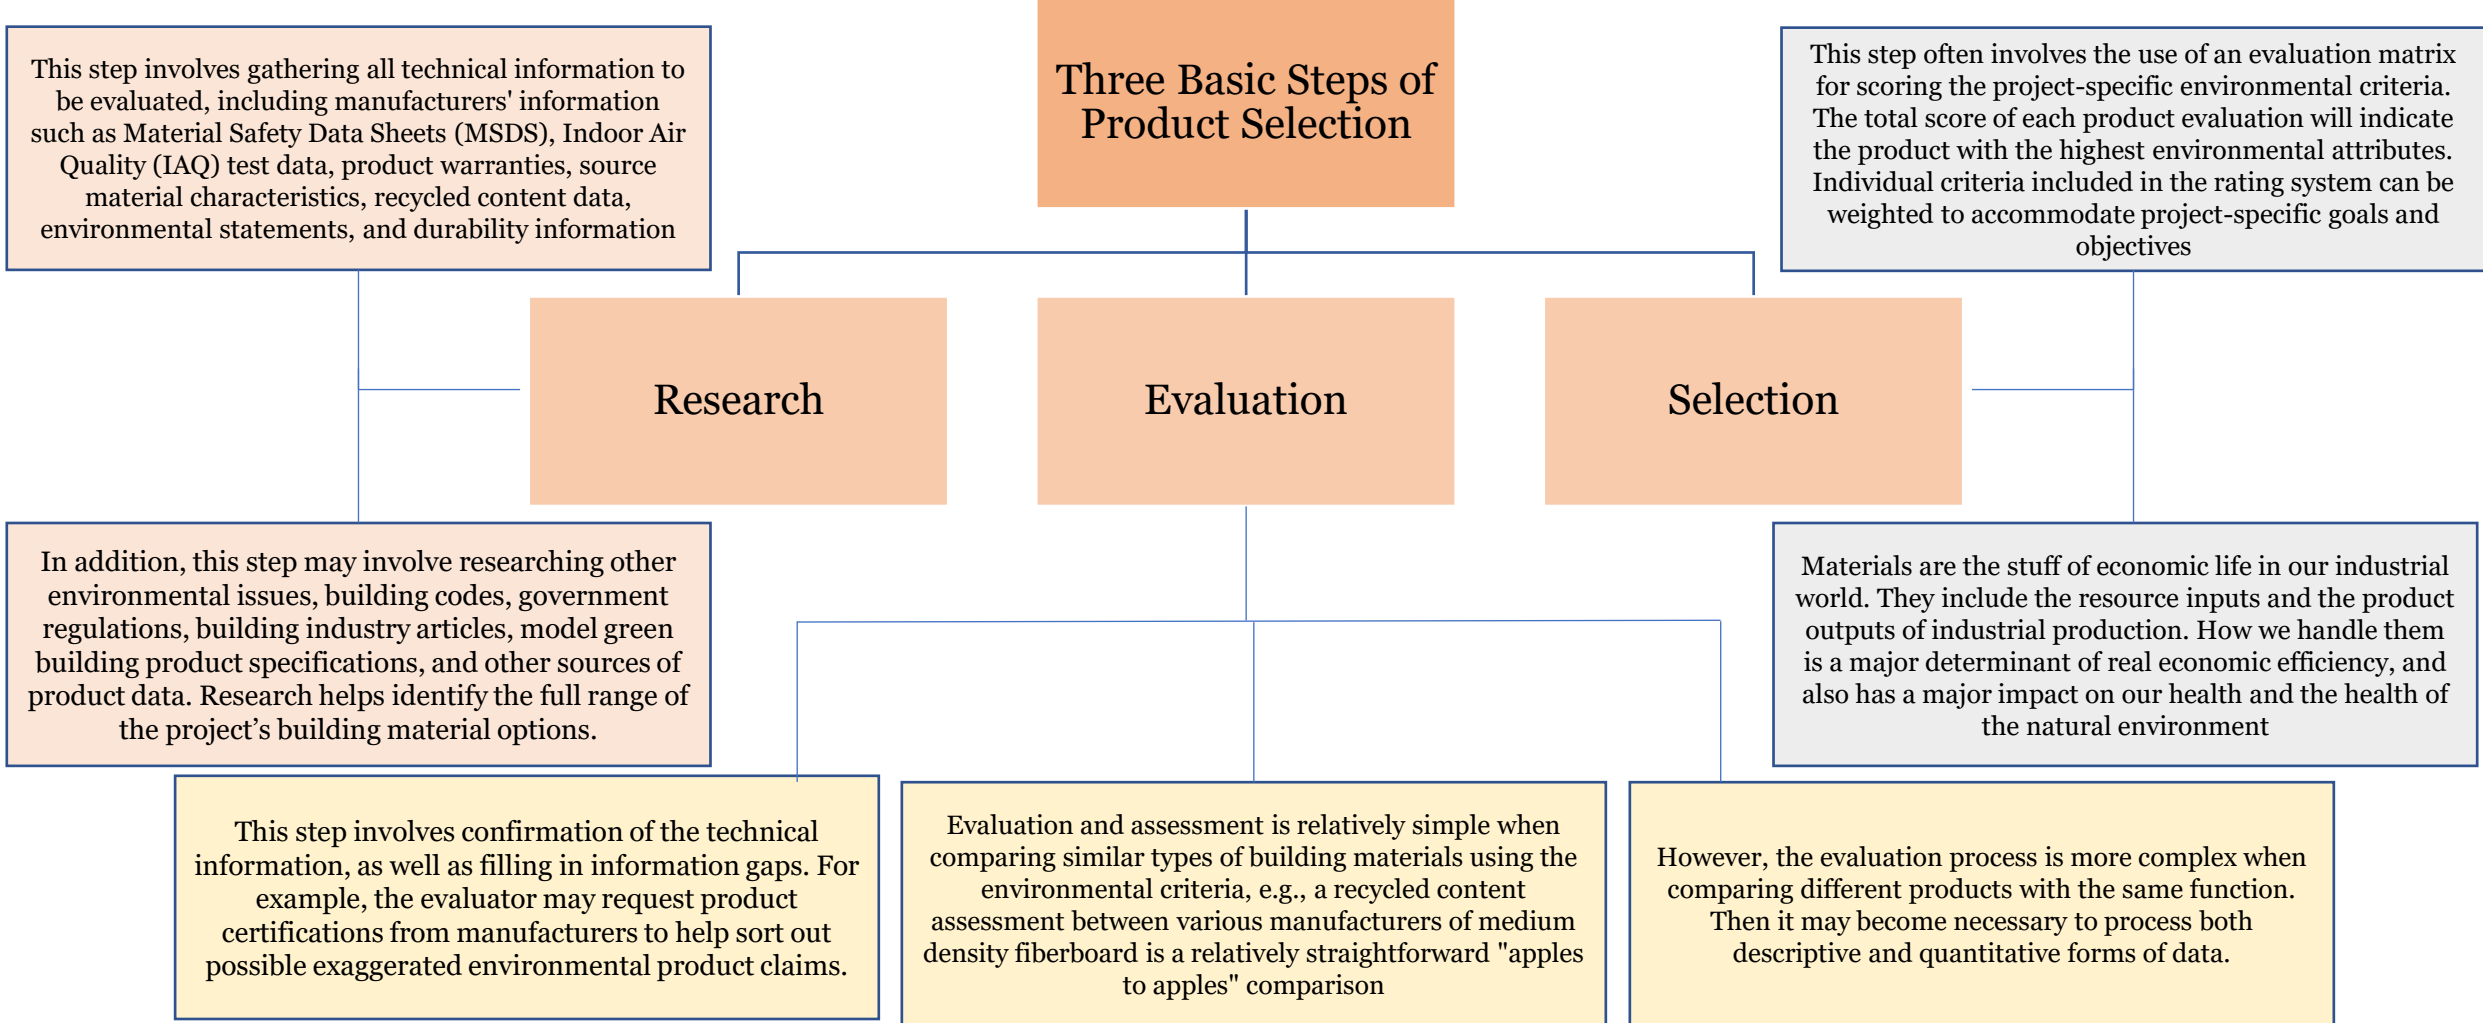 Three Basic Steps of
Product Selection
This step involves gathering all technical information to
be evaluated, including manufacturers' information
such as Material Safety Data Sheets (MSDS), Indoor Air
Quality (IAQ) test data, product warranties, source
material characteristics, recycled content data,
environmental statements, and durability information
This step often involves the use of an evaluation matrix
for scoring the project-specific environmental criteria.
The total score of each product evaluation will indicate
the product with the highest environmental attributes.
Individual criteria included in the rating system can be
weighted to accommodate project-specific goals and
objectives
Research
Evaluation
Selection
In addition, this step may involve researching other
environmental issues, building codes, government
regulations, building industry articles, model green
building product specifications, and other sources of
product data. Research helps identify the full range of
the project’s building material options.
Materials are the stuff of economic life in our industrial
world. They include the resource inputs and the product
outputs of industrial production. How we handle them
is a major determinant of real economic efficiency, and
also has a major impact on our health and the health of
the natural environment
This step involves confirmation of the technical
information, as well as filling in information gaps. For
example, the evaluator may request product
certifications from manufacturers to help sort out
possible exaggerated environmental product claims.
Evaluation and assessment is relatively simple when
comparing similar types of building materials using the
environmental criteria, e.g., a recycled content
assessment between various manufacturers of medium
density fiberboard is a relatively straightforward "apples
to apples" comparison
However, the evaluation process is more complex when
comparing different products with the same function.
Then it may become necessary to process both
descriptive and quantitative forms of data.